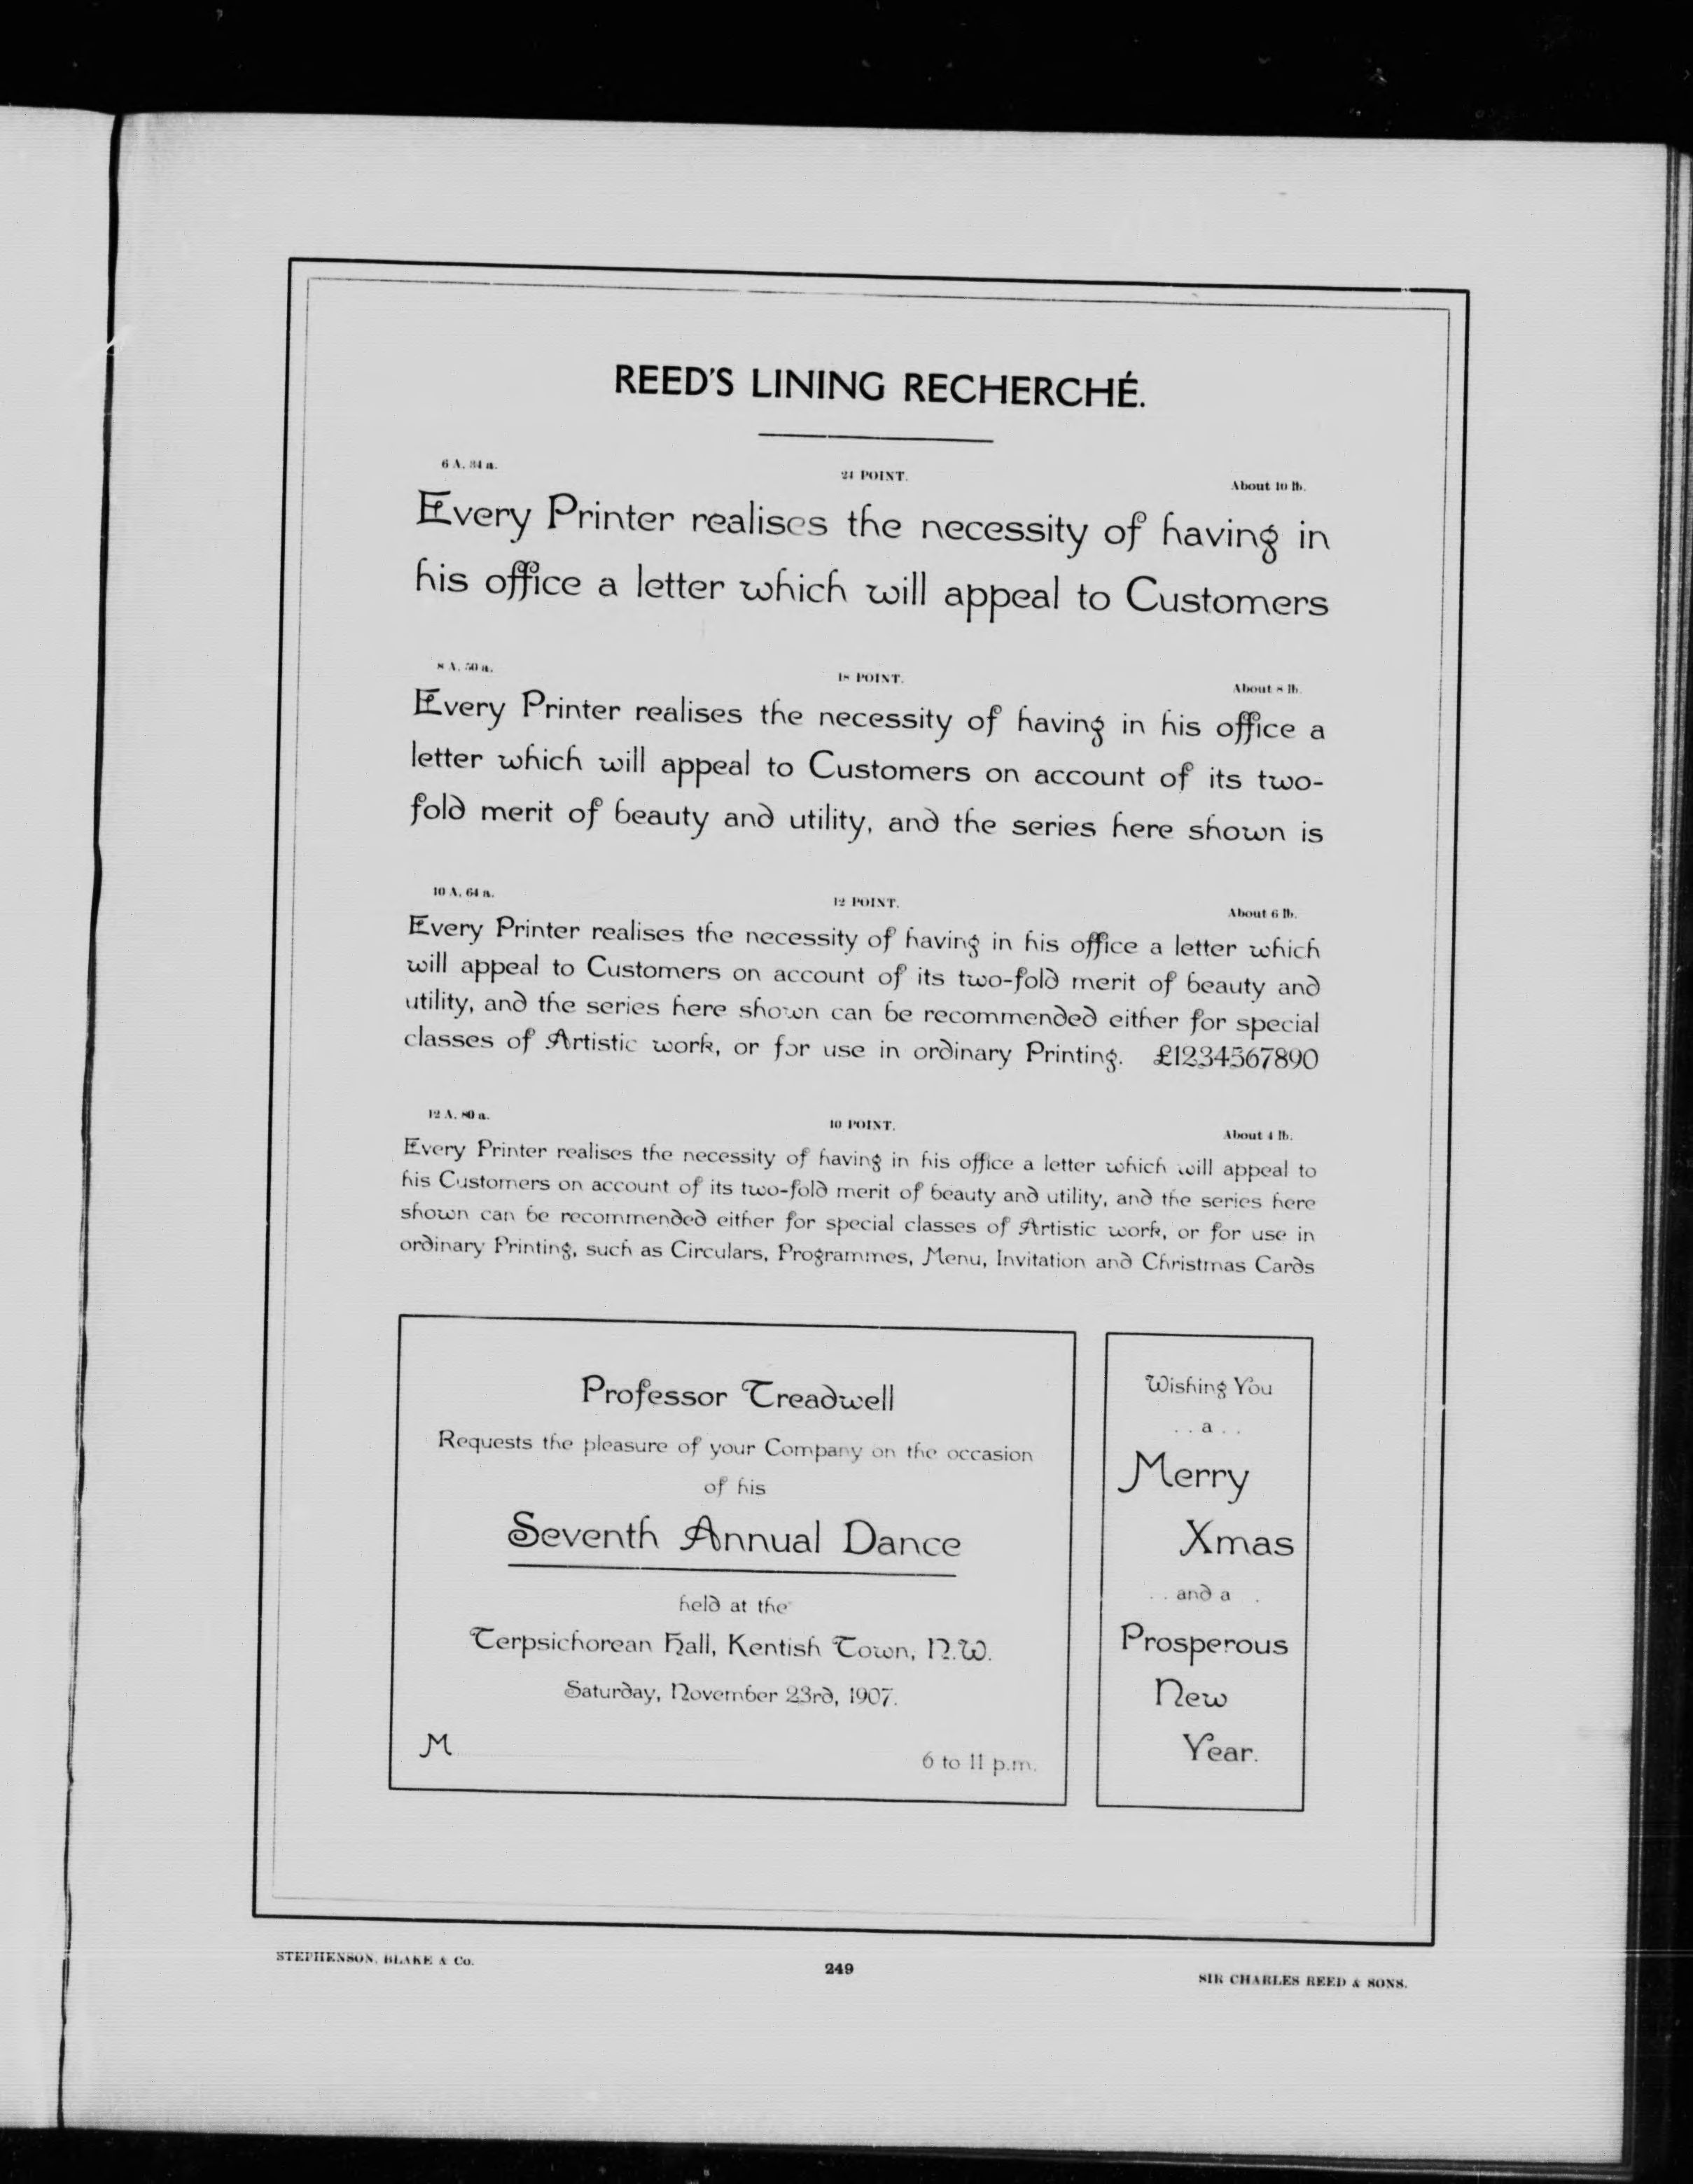 REED'S LINING RECHERCHÉ.
6 A. 34 a.
24 POINT.
About 10 lb.
Every Printer realises the necessity of having in
his office a letter which will appeal to Customers
8 A. 50 a.
18 POINT.
About 8 lb.
Every Printer realises the necessity of having in his office a
letter which will appeal to Customers on account of its two-
fold merit of beauty and utility, and the series here shown is
10 A. 64 a.
12 POINT.
About 6 lb.
Every Printer realises the necessity of having in his office a letter which
will appeal to Customers on account of its two-fold merit of beauty and
utility, and the series here shown can be recommended either for special
classes of Artistic work, or for use in ordinary Printing. £1234567890
12 A. 80 a.
10 POINT.
About 4 lb.
Every Printer realises the necessity of having in his office a letter which will appeal to
his Customers on account of its two-fold merit of beauty and utility, and the series here
shown can be recommended either for special classes of Artistic work, or for use in
ordinary Printing, such as Circulars, Programmes, Menu, Invitation and Christmas Cards
Professor Treadwell
Requests the pleasure of your Company on the occasion
of his
Seventh Annual Dance
held at the
Terpsichorean Hall, Kentish Town, N.W.
Saturday, November 23rd, 1907.
M
6 to 11 p.m.
Wishing You
. . a . .
Merry
Xmas
. . and a .
Prosperous
New
Year.
STEPHENSON, BLAKE & Co.
249
SIR CHARLES REED & SONS.